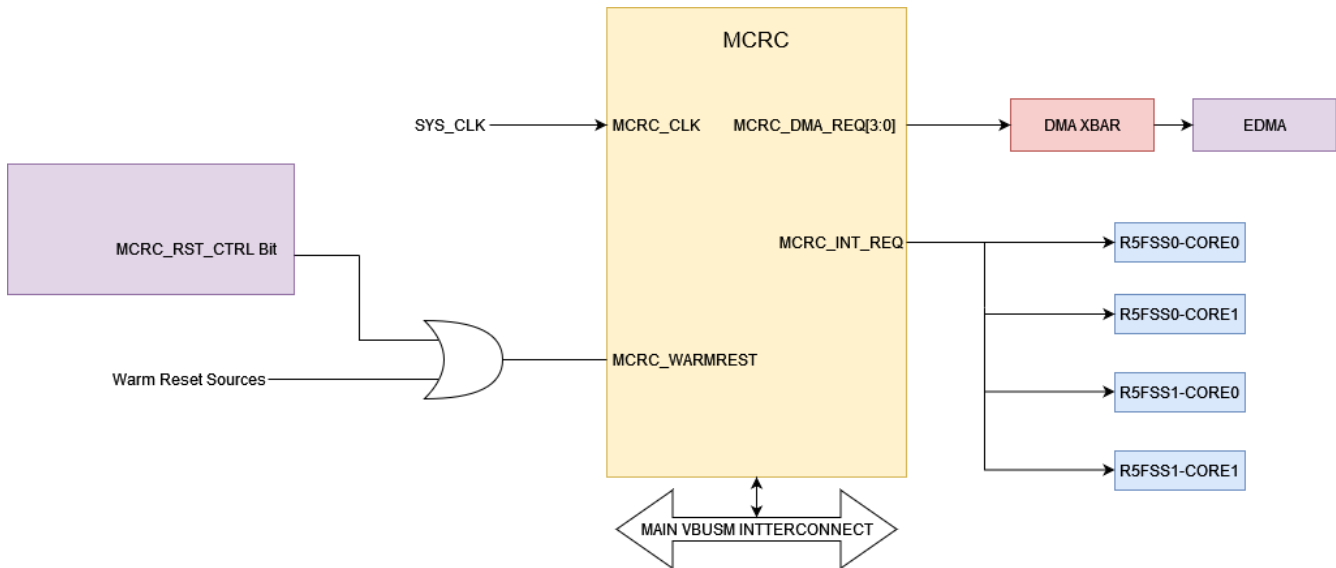 MCRC
SYS_CLK
MCRC_CLK
MCRC_DMA_REQ[3:0]
DMA XBAR
EDMA
MCRC_RST_CTRL Bit
MCRC_INT_REQ
R5FSS0-CORE0
R5FSS0-CORE1
Warm Reset Sources
MCRC_WARMREST
R5FSS1-CORE0
R5FSS1-CORE1
MAIN VBUSM INTTERCONNECT